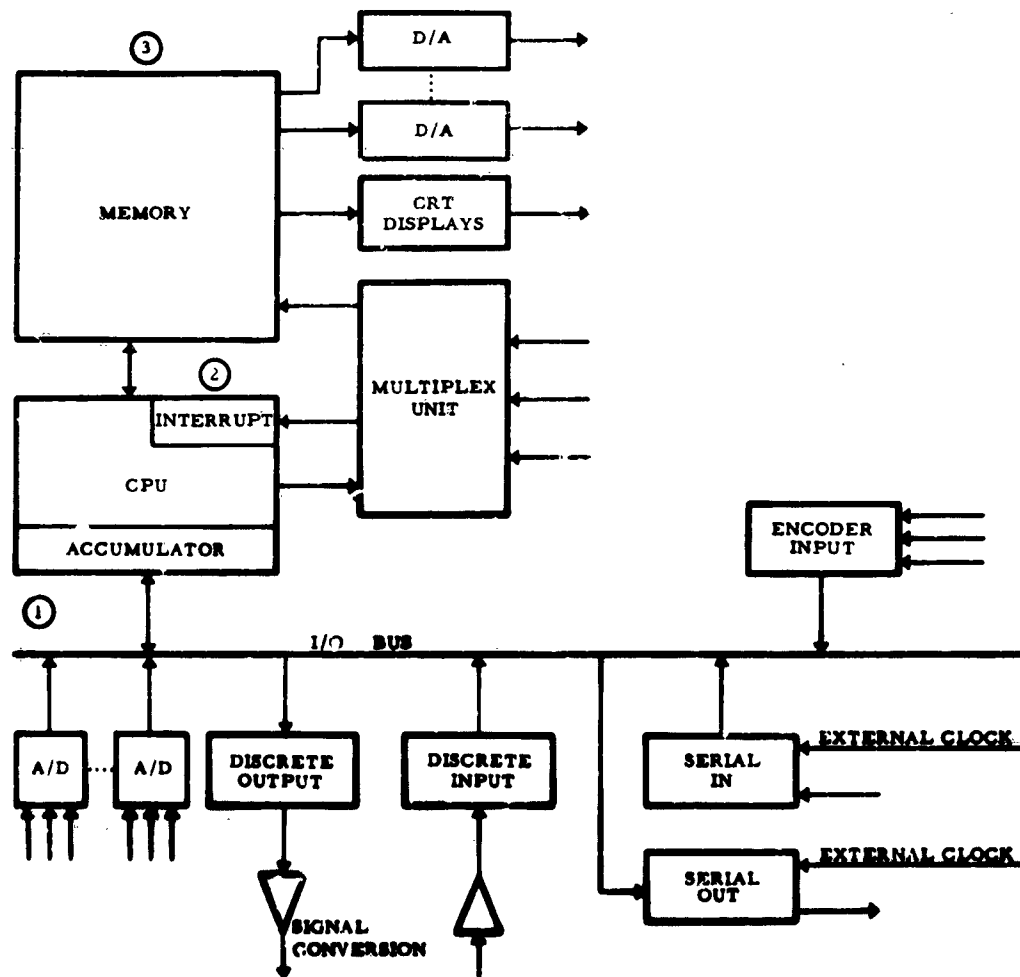 3
D/A
D/A
MEMORY
CRT
DISPLAYS
2
INTERRUPT
MULTIPLEX
UNIT
CPU
ACCUMULATOR
ENCODER
INPUT
1
I/O BUS
A/D
A/D
DISCRETE
OUTPUT
DISCRETE
INPUT
SERIAL
IN
EXTERNAL CLOCK
SERIAL
OUT
EXTERNAL CLOCK
SIGNAL
CONVERSION